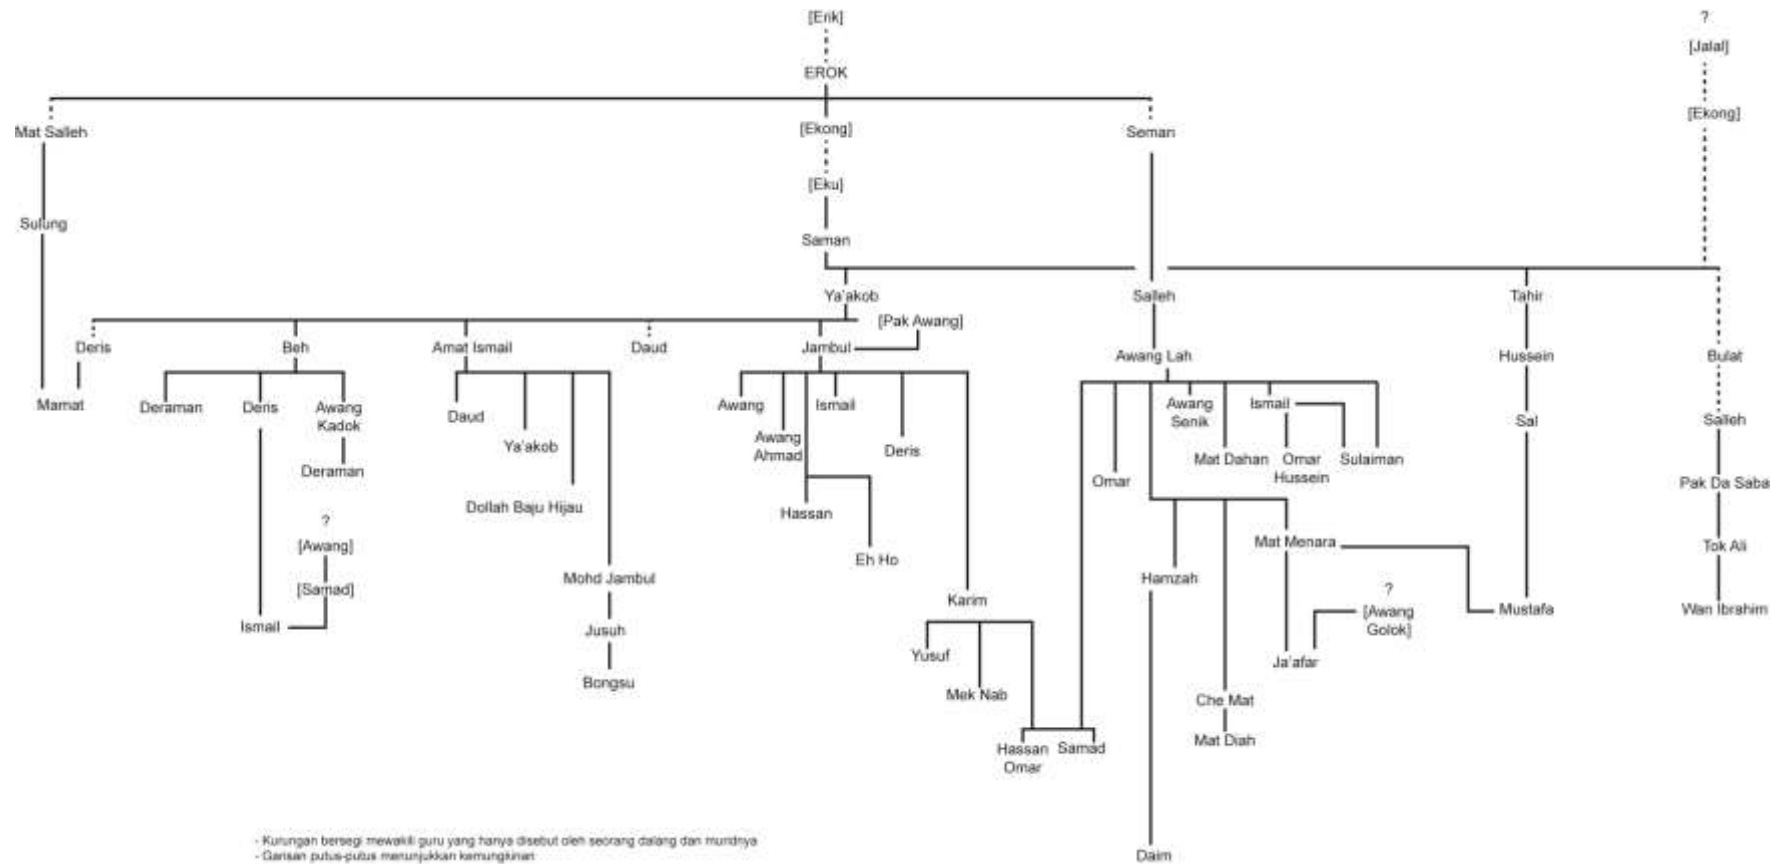 [Erik]
?
[Jalal]
EROK
[Ekong]
Mat Salleh
[Ekong]
Seman
[Eku]
Sulung
Saman
Ya'akob
Salleh
Tahir
[Pak Awang]
Deris
Beh
Amat Ismail
Daud
Jambul
Awang Lah
Hussein
Bulat
Mamat
Deraman
Deris
Awang
Kadok
Daud
Awang
Ismail
Awang
Senik
Ismail
Sal
Salleh
Ya'akob
Awang
Ahmad
Deris
Mat Dahan
Omar
Hussein
Sulaiman
Deraman
Omar
Pak Da Saba
Dollah Baju Hijau
Hassan
?
[Awang]
Eh Ho
Mat Menara
Tok Ali
[Samad]
Mohd Jambul
Karim
Hamzah
?
[Awang
Golok]
Mustafa
Wan Ibrahim
Ismail
Jusuh
Yusuf
Ja'afar
Bongsu
Mek Nab
Che Mat
Mat Diah
Hassan
Omar
Samad
Daim
- Kurungan bersegi mewakili guru yang hanya disebut oleh seorang dalang dan muridnya
- Garisan putus-putus menunjukkan kemungkinan